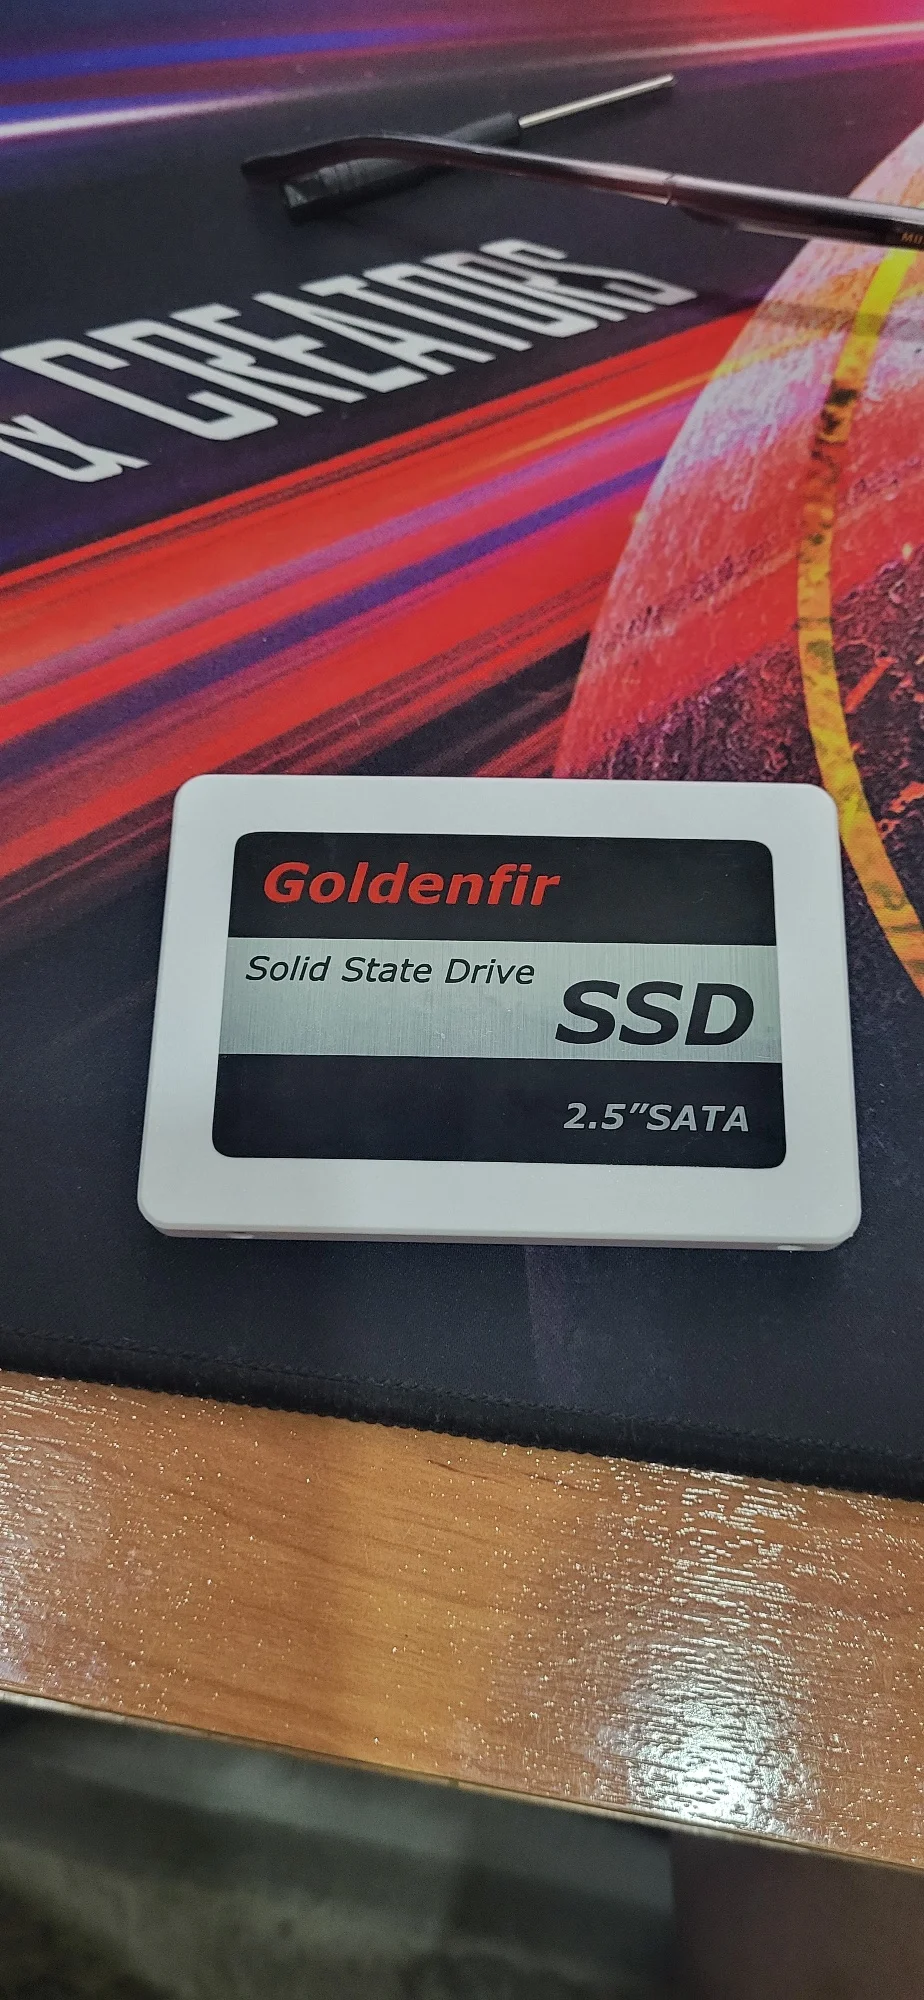 & CREATORS
Goldenfir
Solid State Drive
SSD
2.5"SATA